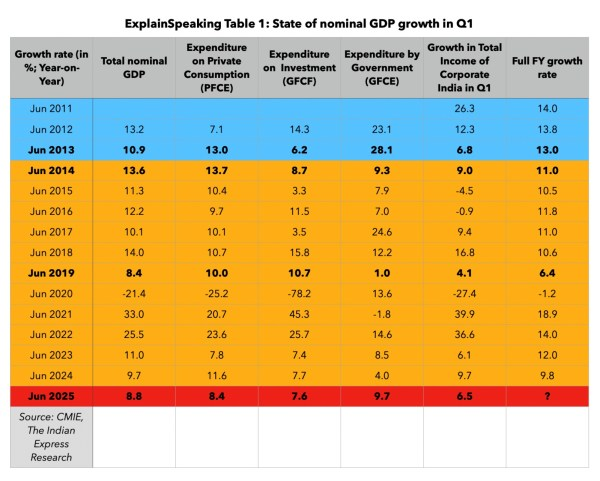 ExplainSpeaking Table 1: State of nominal GDP growth in Q1
Growth rate (in %; Year-on-Year) Total nominal GDP Expenditure on Private Consumption (PFCE) Expenditure on Investment (GFCF) Expenditure by Government (GFCE) Growth in Total Income of Corporate India in Q1 Full FY growth rate
Jun 2011 26.3 14.0
Jun 2012 13.2 7.1 14.3 23.1 12.3 13.8
Jun 2013 10.9 13.0 6.2 28.1 6.8 13.0
Jun 2014 13.6 13.7 8.7 9.3 9.0 11.0
Jun 2015 11.3 10.4 3.3 7.9 -4.5 10.5
Jun 2016 12.2 9.7 11.5 7.0 -0.9 11.8
Jun 2017 10.1 10.1 3.5 24.6 9.4 11.0
Jun 2018 14.0 10.7 15.8 12.2 16.8 10.6
Jun 2019 8.4 10.0 10.7 1.0 4.1 6.4
Jun 2020 -21.4 -25.2 -78.2 13.6 -27.4 -1.2
Jun 2021 33.0 20.7 45.3 -1.8 39.9 18.9
Jun 2022 25.5 23.6 25.7 14.6 36.6 14.0
Jun 2023 11.0 7.8 7.4 8.5 6.1 12.0
Jun 2024 9.7 11.6 7.7 4.0 9.7 9.8
Jun 2025 8.8 8.4 7.6 9.7 6.5 ?
Source: CMIE,
The Indian
Express
Research